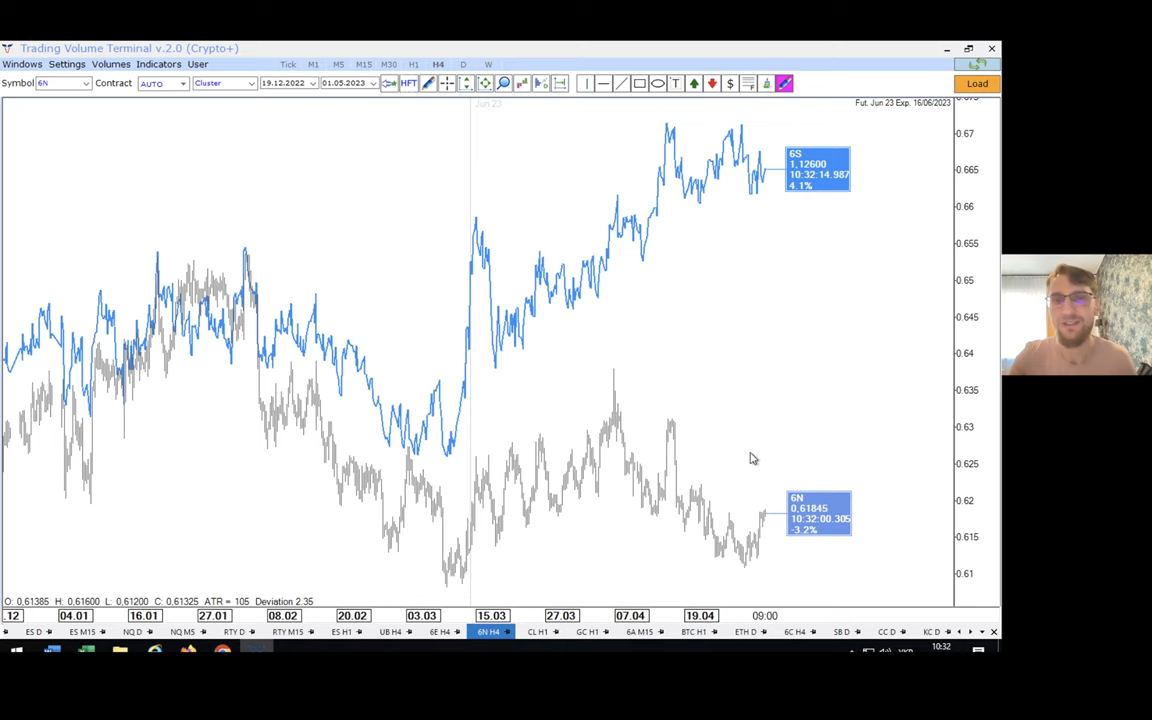 Trading Volume Terminal v.2.0 (Crypto+)
Windows Settings Volumes Indicators User Tick M1 M5 M15 M30 H1 H4 D W
Symbol 6N Contract AUTO Cluster 19.12.2022 01.05.2023 HFT T $ Load
Jun 23
Fut. Jun 23 Exp. 16/06/2023
0.67
0.665
0.66
0.655
0.65
0.645
0.64
0.635
0.63
0.625
0.62
0.615
0.61
6S
1,12600
10:32:14.987
4.1%
6N
0,61845
10:32:00.305
-3.2%
O: 0,61385 H: 0,61600 L: 0,61200 C: 0,61325 ATR = 105 Deviation 2.35
.12 04.01 16.01 27.01 08.02 20.02 03.03 15.03 27.03 07.04 19.04 09:00
ES D ES M15 NQ D NQ M5 RTY D RTY M15 ES H1 UB H4 6E H4 6N H4 CL H1 GC H1 6A M15 BTC H1 ETH D 6C H4 SB D CC D KC D
10:32